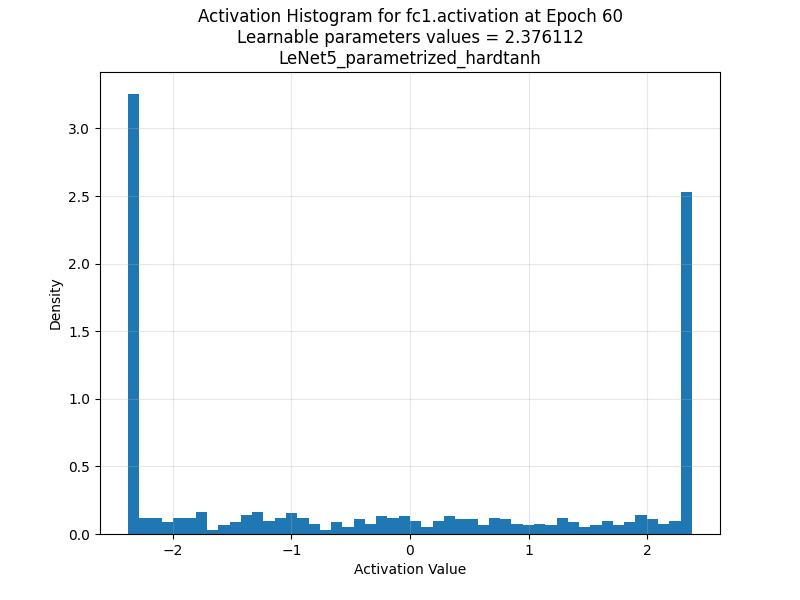 Activation Histogram for fc1.activation at Epoch 60
Learnable parameters values = 2.376112
LeNet5_parametrized_hardtanh
3.0
2.5
2.0
1.5
1.0
0.5
0.0
Density
−2
−1
0
1
2
Activation Value